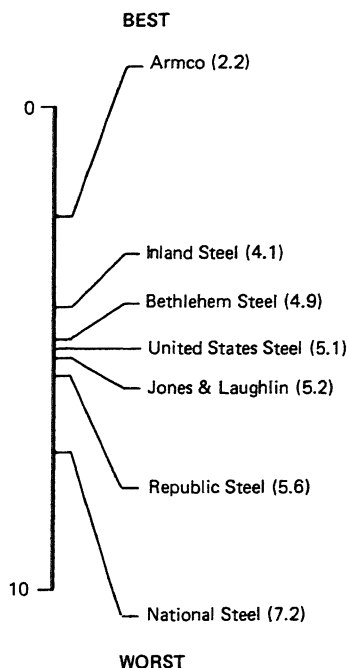 BEST
Armco (2.2)
0
Inland Steel (4.1)
Bethlehem Steel (4.9)
United States Steel (5.1)
Jones & Laughlin (5.2)
Republic Steel (5.6)
10
National Steel (7.2)
WORST